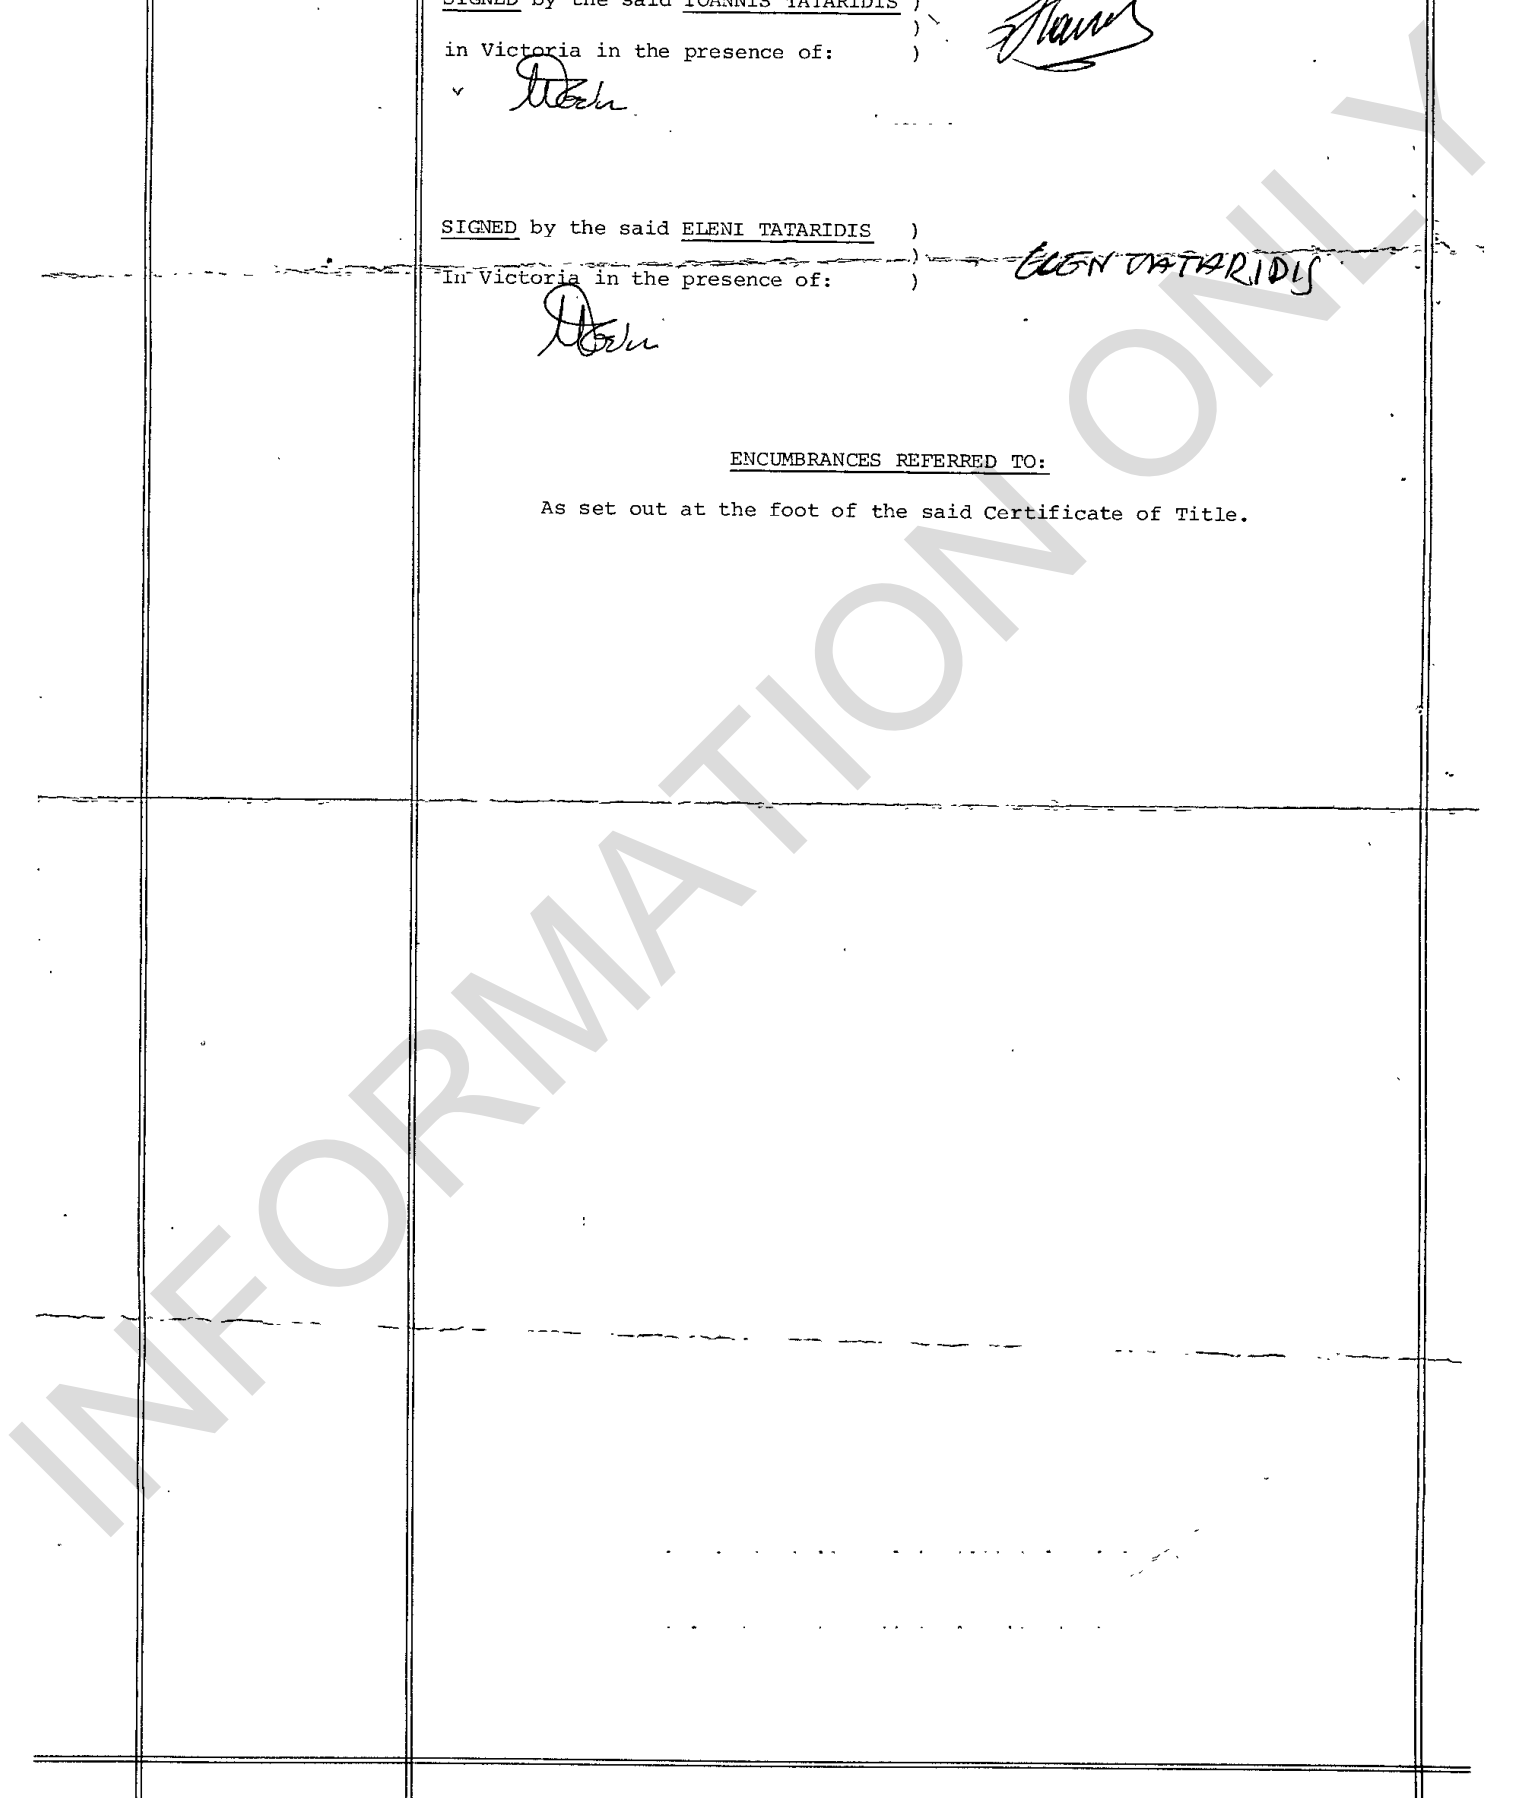 SIGNED by the said IOANNIS TATARIDIS )
)
in Victoria in the presence of: )
SIGNED by the said ELENI TATARIDIS )
)
In Victoria in the presence of: )
ELEN TATARIDIS
ENCUMBRANCES REFERRED TO:
As set out at the foot of the said Certificate of Title.
INFORMATION ONLY